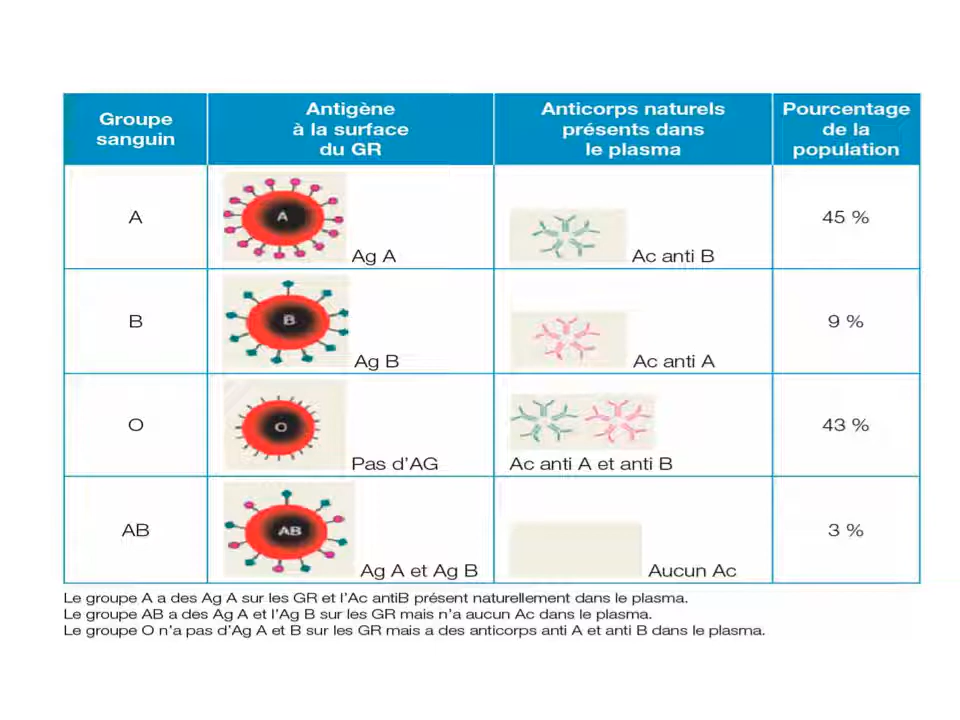 Groupe
sanguin
Antigène
à la surface
du GR
Anticorps naturels
présents dans
le plasma
Pourcentage
de la
population
A
A
Ag A
Ac anti B
45 %
B
B
Ag B
Ac anti A
9 %
O
O
Pas d’AG
Ac anti A et anti B
43 %
AB
AB
Ag A et Ag B
Aucun Ac
3 %
Le groupe A a des Ag A sur les GR et l’Ac antiB présent naturellement dans le plasma.
Le groupe AB a des Ag A et l’Ag B sur les GR mais n’a aucun Ac dans le plasma.
Le groupe O n’a pas d’Ag A et B sur les GR mais a des anticorps anti A et anti B dans le plasma.